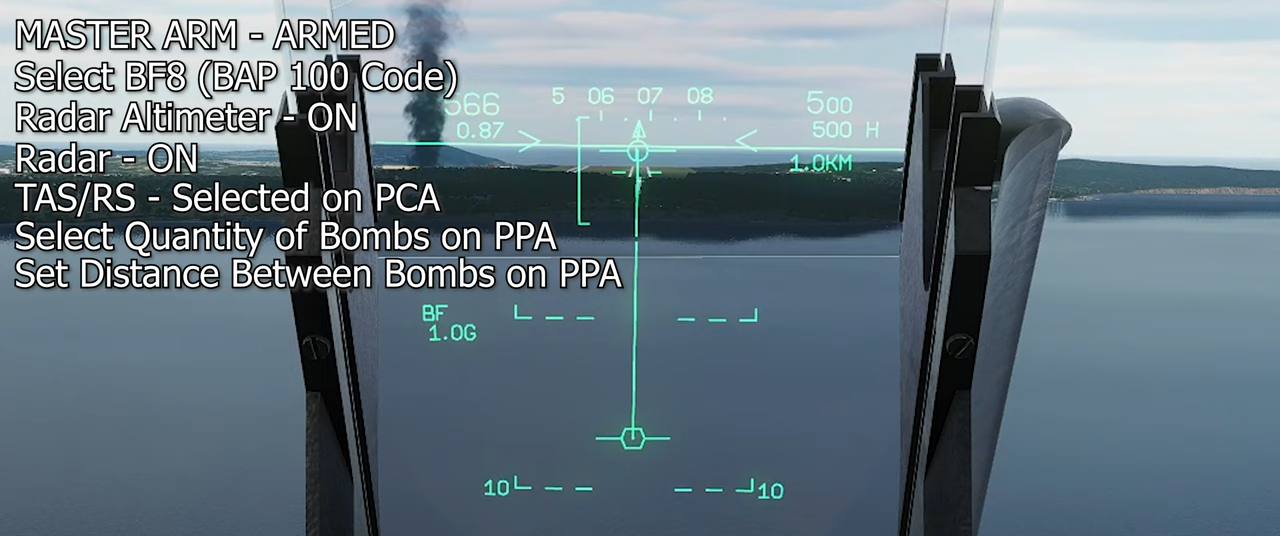 MASTER ARM - ARMED
Select BF8 (BAP 100 Code)
Radar Altimeter - ON
Radar - ON
TAS/RS - Selected on PCA
Select Quantity of Bombs on PPA
Set Distance Between Bombs on PPA
566 5 06 07 08 500
0.87 500 H
1.0KM
BF
1.0G
10 10